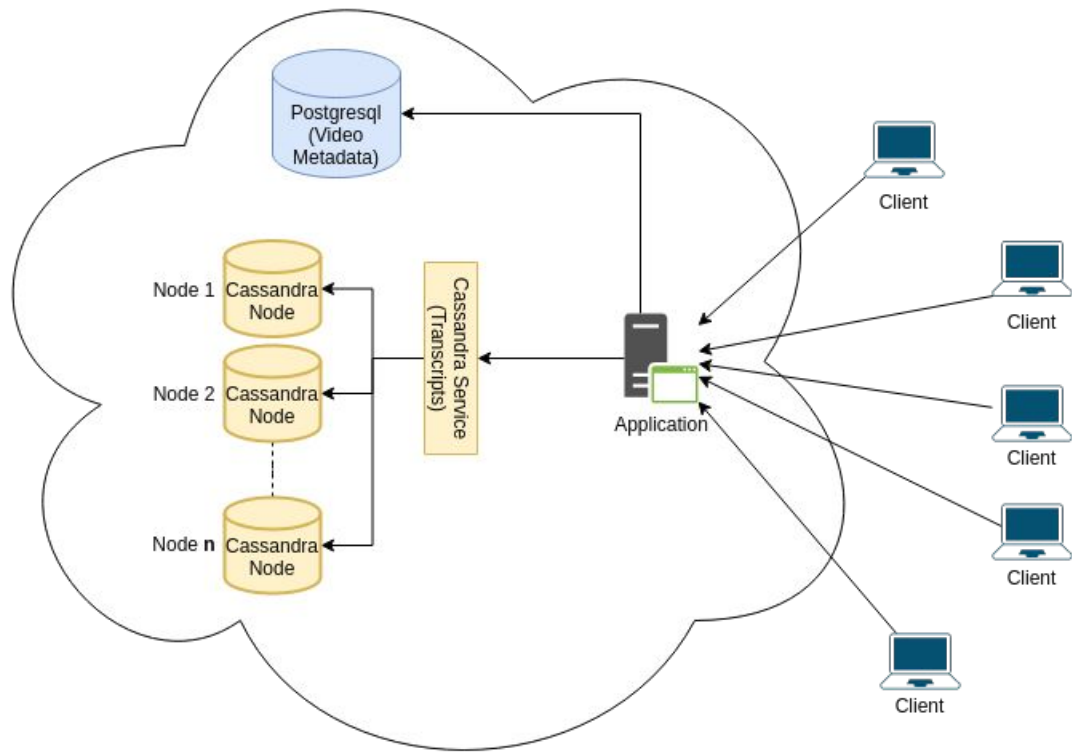 Postgresql
(Video
Metadata)
Client
Client
Node 1
Cassandra
Node
Cassandra Service
(Transcripts)
Node 2
Cassandra
Node
Application
Client
Node n
Cassandra
Node
Client
Client